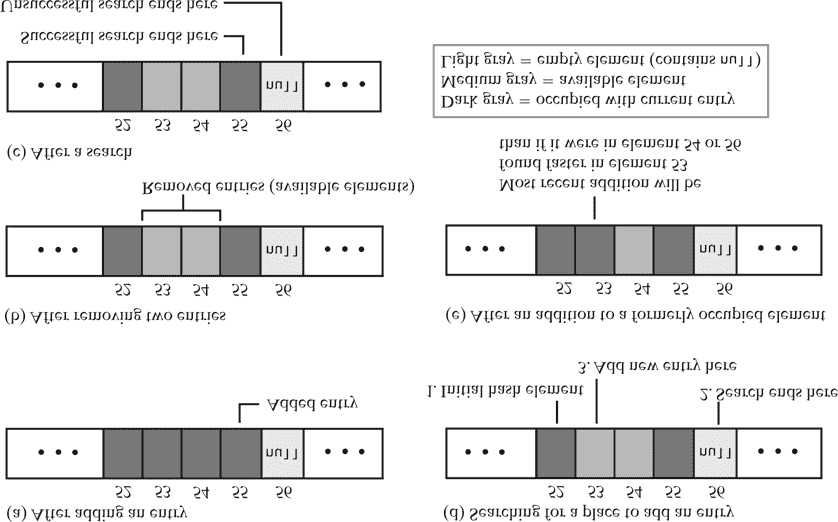 (a) After adding an entry
52 53 54 55 56
• • • null • • •
Added entry
(b) After removing two entries
52 53 54 55 56
• • • null • • •
Removed entries (available elements)
(c) After a search
52 53 54 55 56
• • • null • • •
Successful search ends here
Unsuccessful search ends here
(d) Searching for a place to add an entry
52 53 54 55 56
• • • null • • •
1. Initial hash element
2. Search ends here
3. Add new entry here
(e) After an addition to a formerly occupied element
52 53 54 55 56
• • • null • • •
Most recent addition will be
found faster in element 53
than if it were in element 54 or 56
Dark gray = occupied with current entry
Medium gray = available element
Light gray = empty element (contains null)